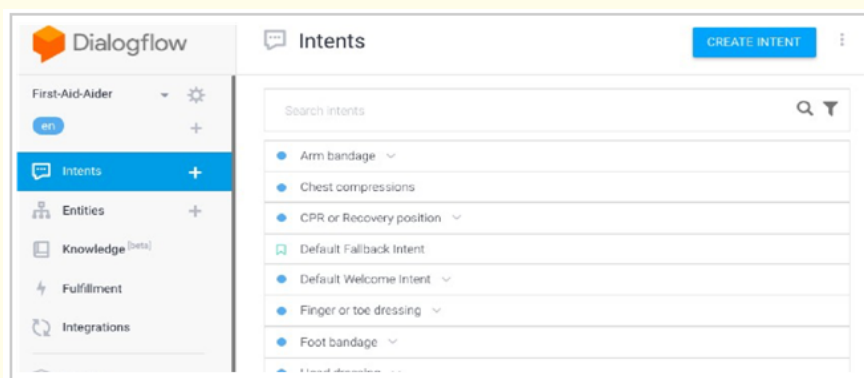 Dialogflow
Intents
CREATE INTENT
First-Aid-Aider
en
Search intents
Intents
Entities
Knowledge [beta]
Fulfillment
Integrations
Arm bandage
Chest compressions
CPR or Recovery position
Default Fallback Intent
Default Welcome Intent
Finger or toe dressing
Foot bandage